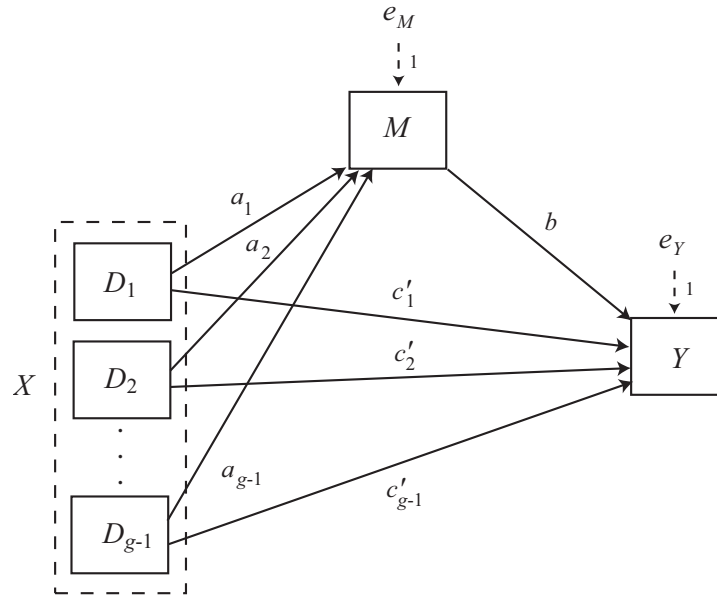 e_M
1
M
a_1
a_2
b
e_Y
1
D_1
c'_1
Y
X
D_2
c'_2
a_{g-1}
c'_{g-1}
D_{g-1}